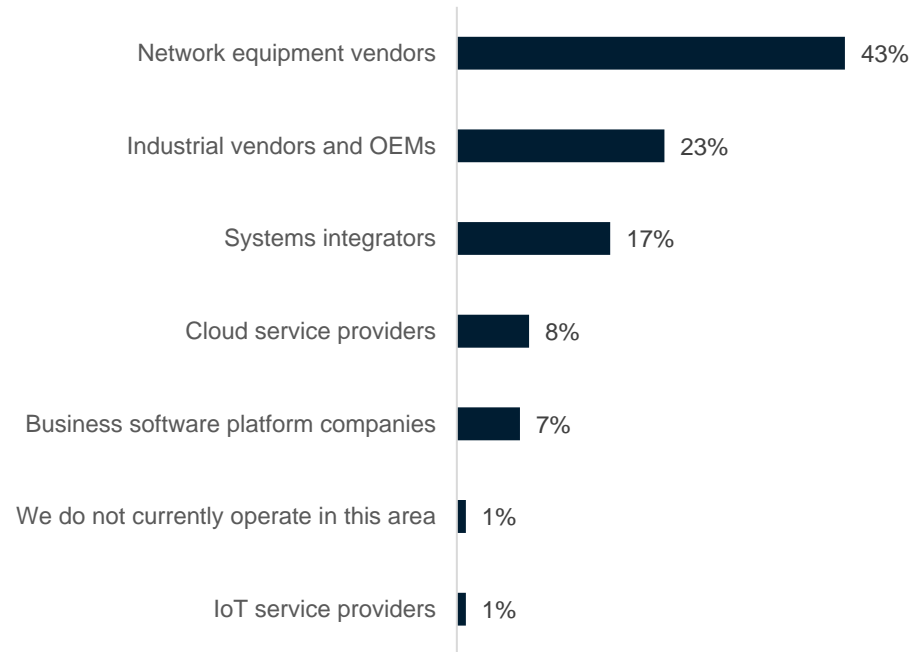 Network equipment vendors 43%
Industrial vendors and OEMs 23%
Systems integrators 17%
Cloud service providers 8%
Business software platform companies 7%
We do not currently operate in this area 1%
IoT service providers 1%